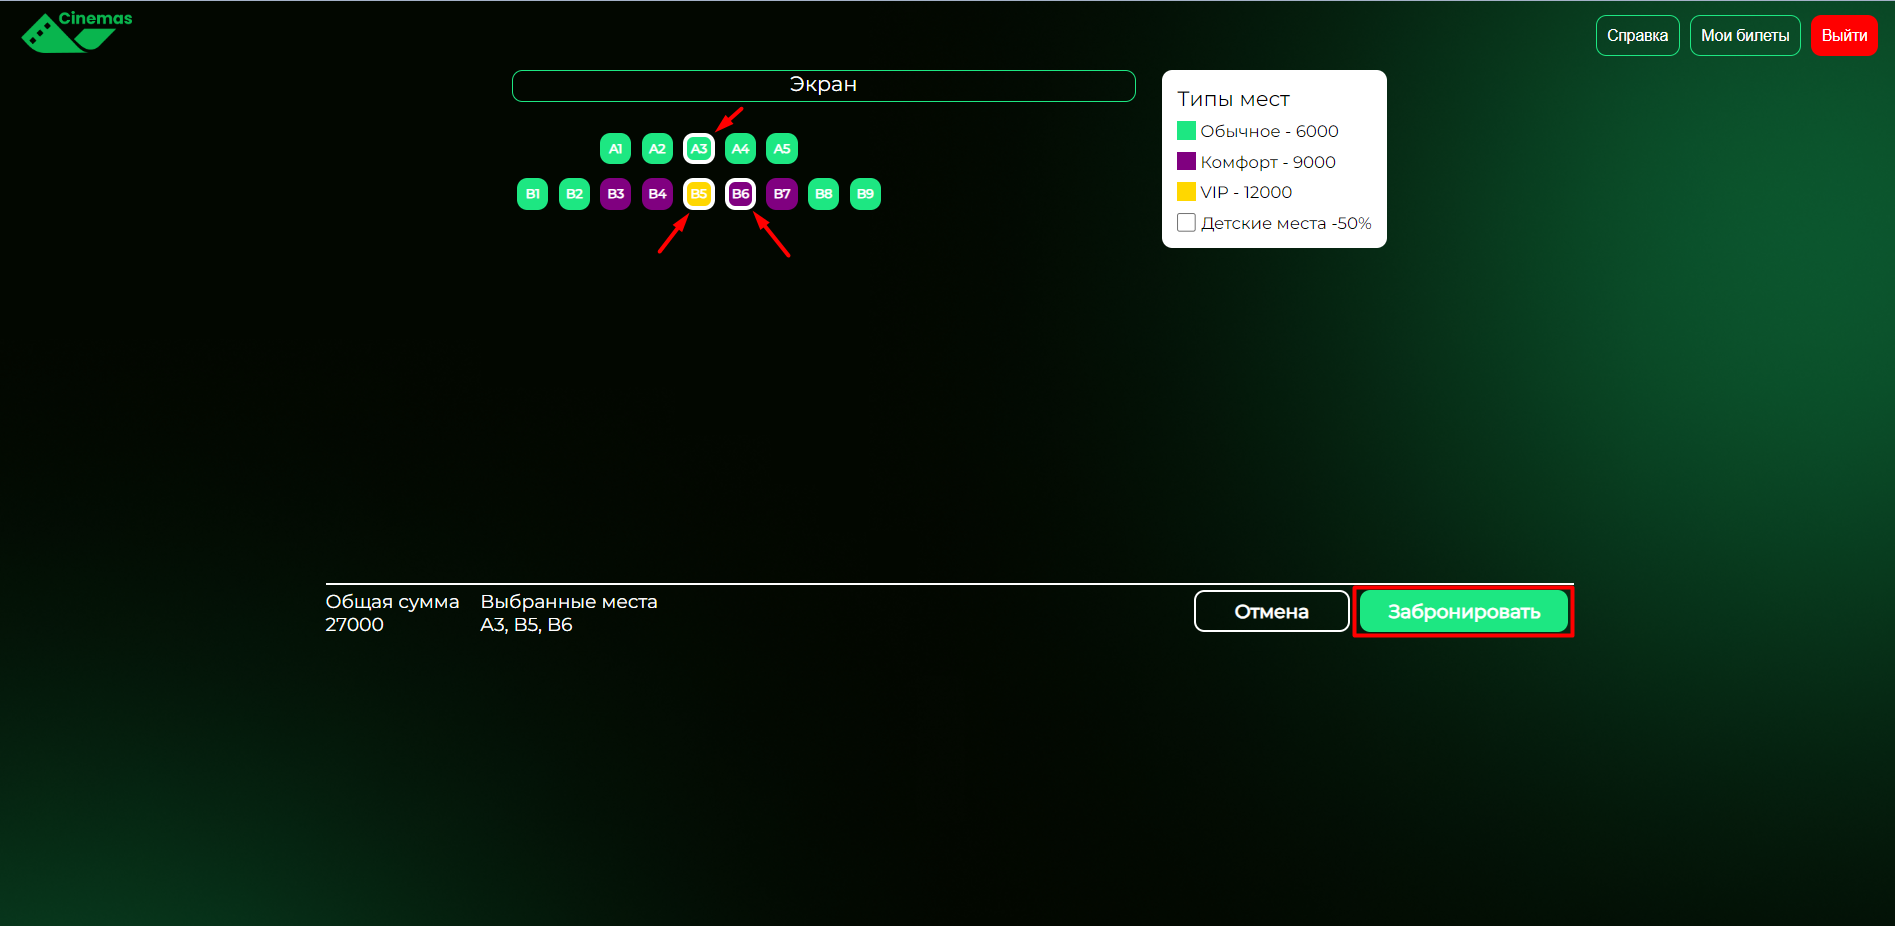 Cinemas
Справка
Мои билеты
Выйти
Экран
A1 A2 A3 A4 A5
B1 B2 B3 B4 B5 B6 B7 B8 B9
Типы мест
Обычное - 6000
Комфорт - 9000
VIP - 12000
Детские места -50%
Общая сумма
27000
Выбранные места
A3, B5, B6
Отмена
Забронировать